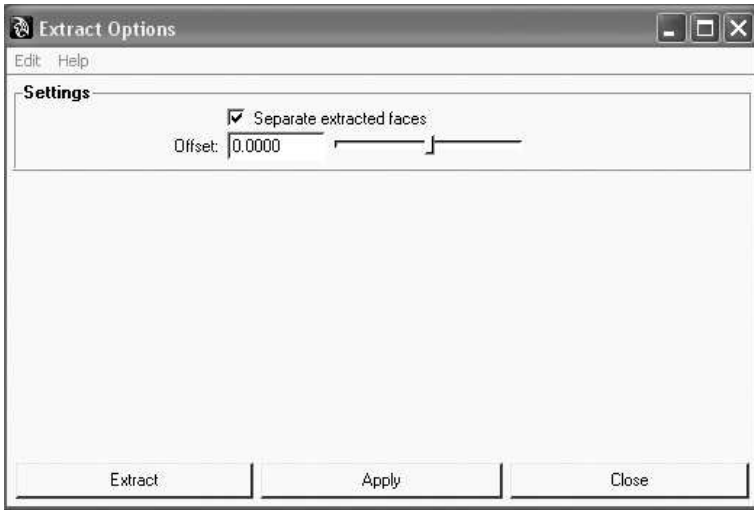 Extract Options
Edit Help
Settings
Separate extracted faces
Offset: 0.0000
Extract Apply Close